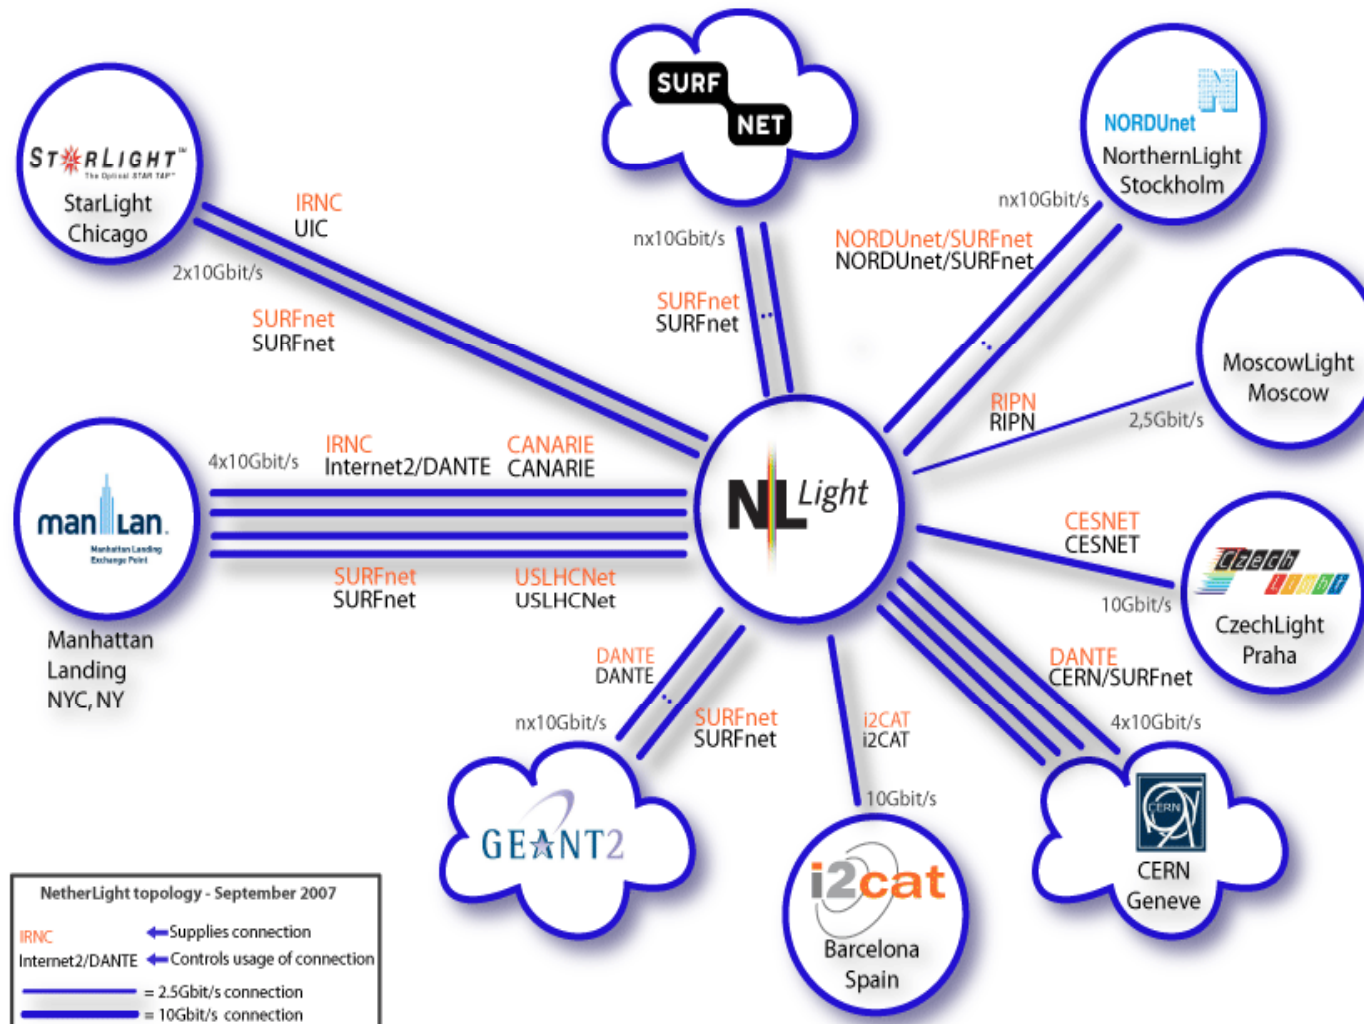 SURF
NET
NORDUnet
NorthernLight
Stockholm
STARLIGHT™
The Optical STAR TAP™
StarLight
Chicago
IRNC
UIC
2x10Gbit/s
SURFnet
SURFnet
nx10Gbit/s
SURFnet
SURFnet
nx10Gbit/s
NORDUnet/SURFnet
NORDUnet/SURFnet
MoscowLight
Moscow
RIPN
RIPN
2,5Gbit/s
4x10Gbit/s
IRNC
Internet2/DANTE
CANARIE
CANARIE
man lan.
Manhattan Landing
Exchange Point
SURFnet
SURFnet
USLHCNet
USLHCNet
Manhattan
Landing
NYC, NY
NL Light
CESNET
CESNET
10Gbit/s
Czech
Light
CzechLight
Praha
DANTE
DANTE
nx10Gbit/s
SURFnet
SURFnet
GEANT2
i2CAT
i2CAT
10Gbit/s
i2cat
Barcelona
Spain
DANTE
CERN/SURFnet
4x10Gbit/s
CERN
CERN
Geneve
NetherLight topology - September 2007
IRNC
Supplies connection
Internet2/DANTE
Controls usage of connection
= 2.5Gbit/s connection
= 10Gbit/s connection